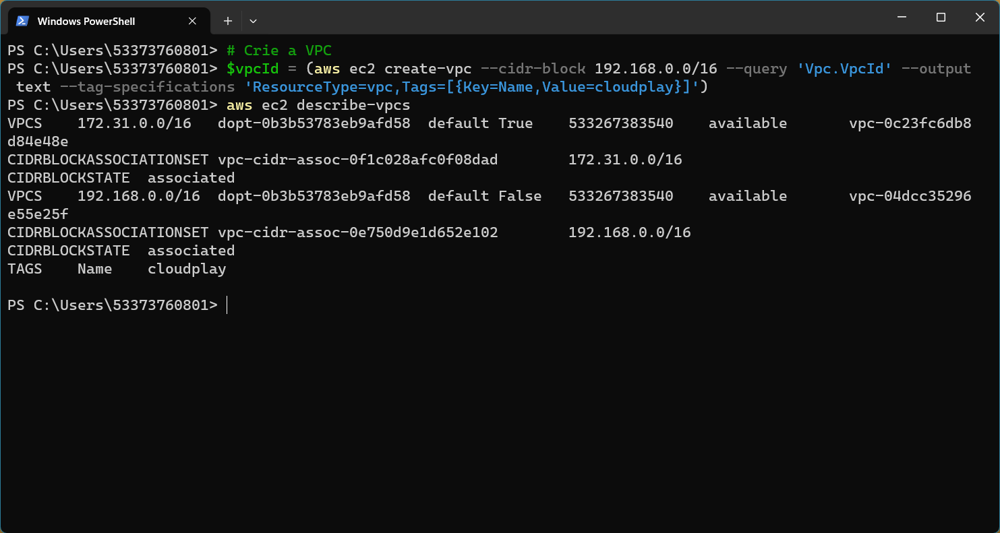 Windows PowerShell
PS C:\Users\53373760801> # Crie a VPC
PS C:\Users\53373760801> $vpcId = (aws ec2 create-vpc --cidr-block 192.168.0.0/16 --query 'Vpc.VpcId' --output
 text --tag-specifications 'ResourceType=vpc,Tags=[{Key=Name,Value=cloudplay}]')
PS C:\Users\53373760801> aws ec2 describe-vpcs
VPCS    172.31.0.0/16   dopt-0b3b53783eb9afd58  default True    533267383540    available       vpc-0c23fc6db8
d84e48e
CIDRBLOCKASSOCIATIONSET vpc-cidr-assoc-0f1c028afc0f08dad        172.31.0.0/16
CIDRBLOCKSTATE  associated
VPCS    192.168.0.0/16  dopt-0b3b53783eb9afd58  default False   533267383540    available       vpc-04dcc35296
e55e25f
CIDRBLOCKASSOCIATIONSET vpc-cidr-assoc-0e750d9e1d652e102        192.168.0.0/16
CIDRBLOCKSTATE  associated
TAGS    Name    cloudplay
PS C:\Users\53373760801>